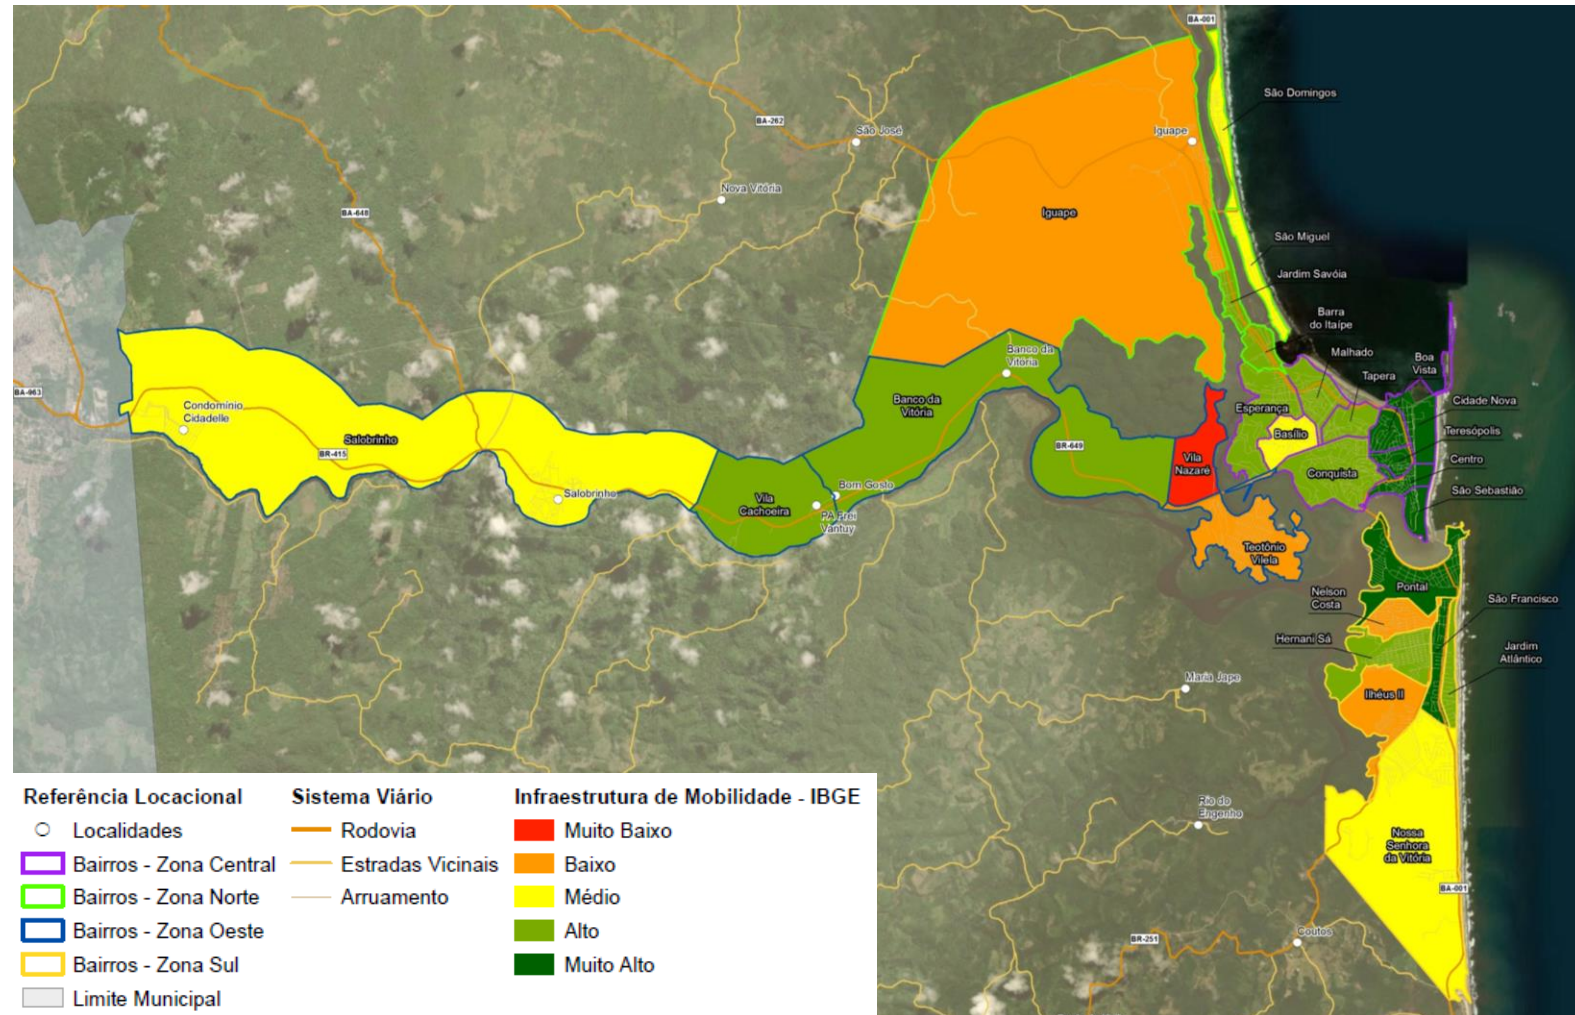 BA-001
São Domingos
BA-262
São José
Iguape
Nova Vitória
BA-648
Iguape
São Miguel
Jardim Savóia
Barra
do Itaípe
Malhado
Boa
Vista
Tapera
Banco da
Vitória
BA-963
Condomínio
Cidadelle
Banco da
Vitória
Esperança
Cidade Nova
Salobrinho
BR-415
BR-649
Basílio
Teresópolis
Vila
Nazaré
Conquista
Centro
Salobrinho
Vila
Cachoeira
Bom Gosto
PA Frei
Vantuy
São Sebastião
Teotônio
Vilela
Pontal
Nelson
Costa
São Francisco
Hernani Sá
Jardim
Atlântico
Maria Jape
Ilhéus II
Rio do
Engenho
Nossa
Senhora
da Vitória
BA-001
BR-251
Coutos
Referência Locacional
Localidades
Bairros - Zona Central
Bairros - Zona Norte
Bairros - Zona Oeste
Bairros - Zona Sul
Limite Municipal
Sistema Viário
Rodovia
Estradas Vicinais
Arruamento
Infraestrutura de Mobilidade - IBGE
Muito Baixo
Baixo
Médio
Alto
Muito Alto